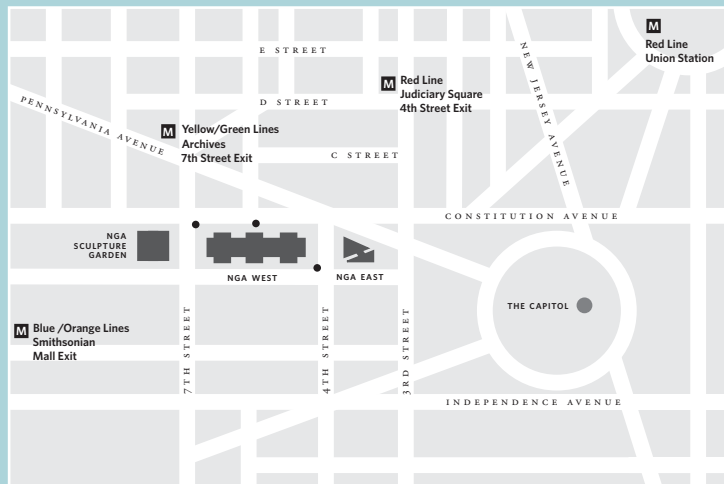 M
Red Line
Union Station
E STREET
NEW JERSEY AVENUE
M
Red Line
Judiciary Square
4th Street Exit
PENNSYLVANIA AVENUE
D STREET
M
Yellow/Green Lines
Archives
7th Street Exit
C STREET
CONSTITUTION AVENUE
NGA
SCULPTURE
GARDEN
NGA WEST
NGA EAST
THE CAPITOL
M
Blue /Orange Lines
Smithsonian
Mall Exit
7TH STREET
4TH STREET
3RD STREET
INDEPENDENCE AVENUE